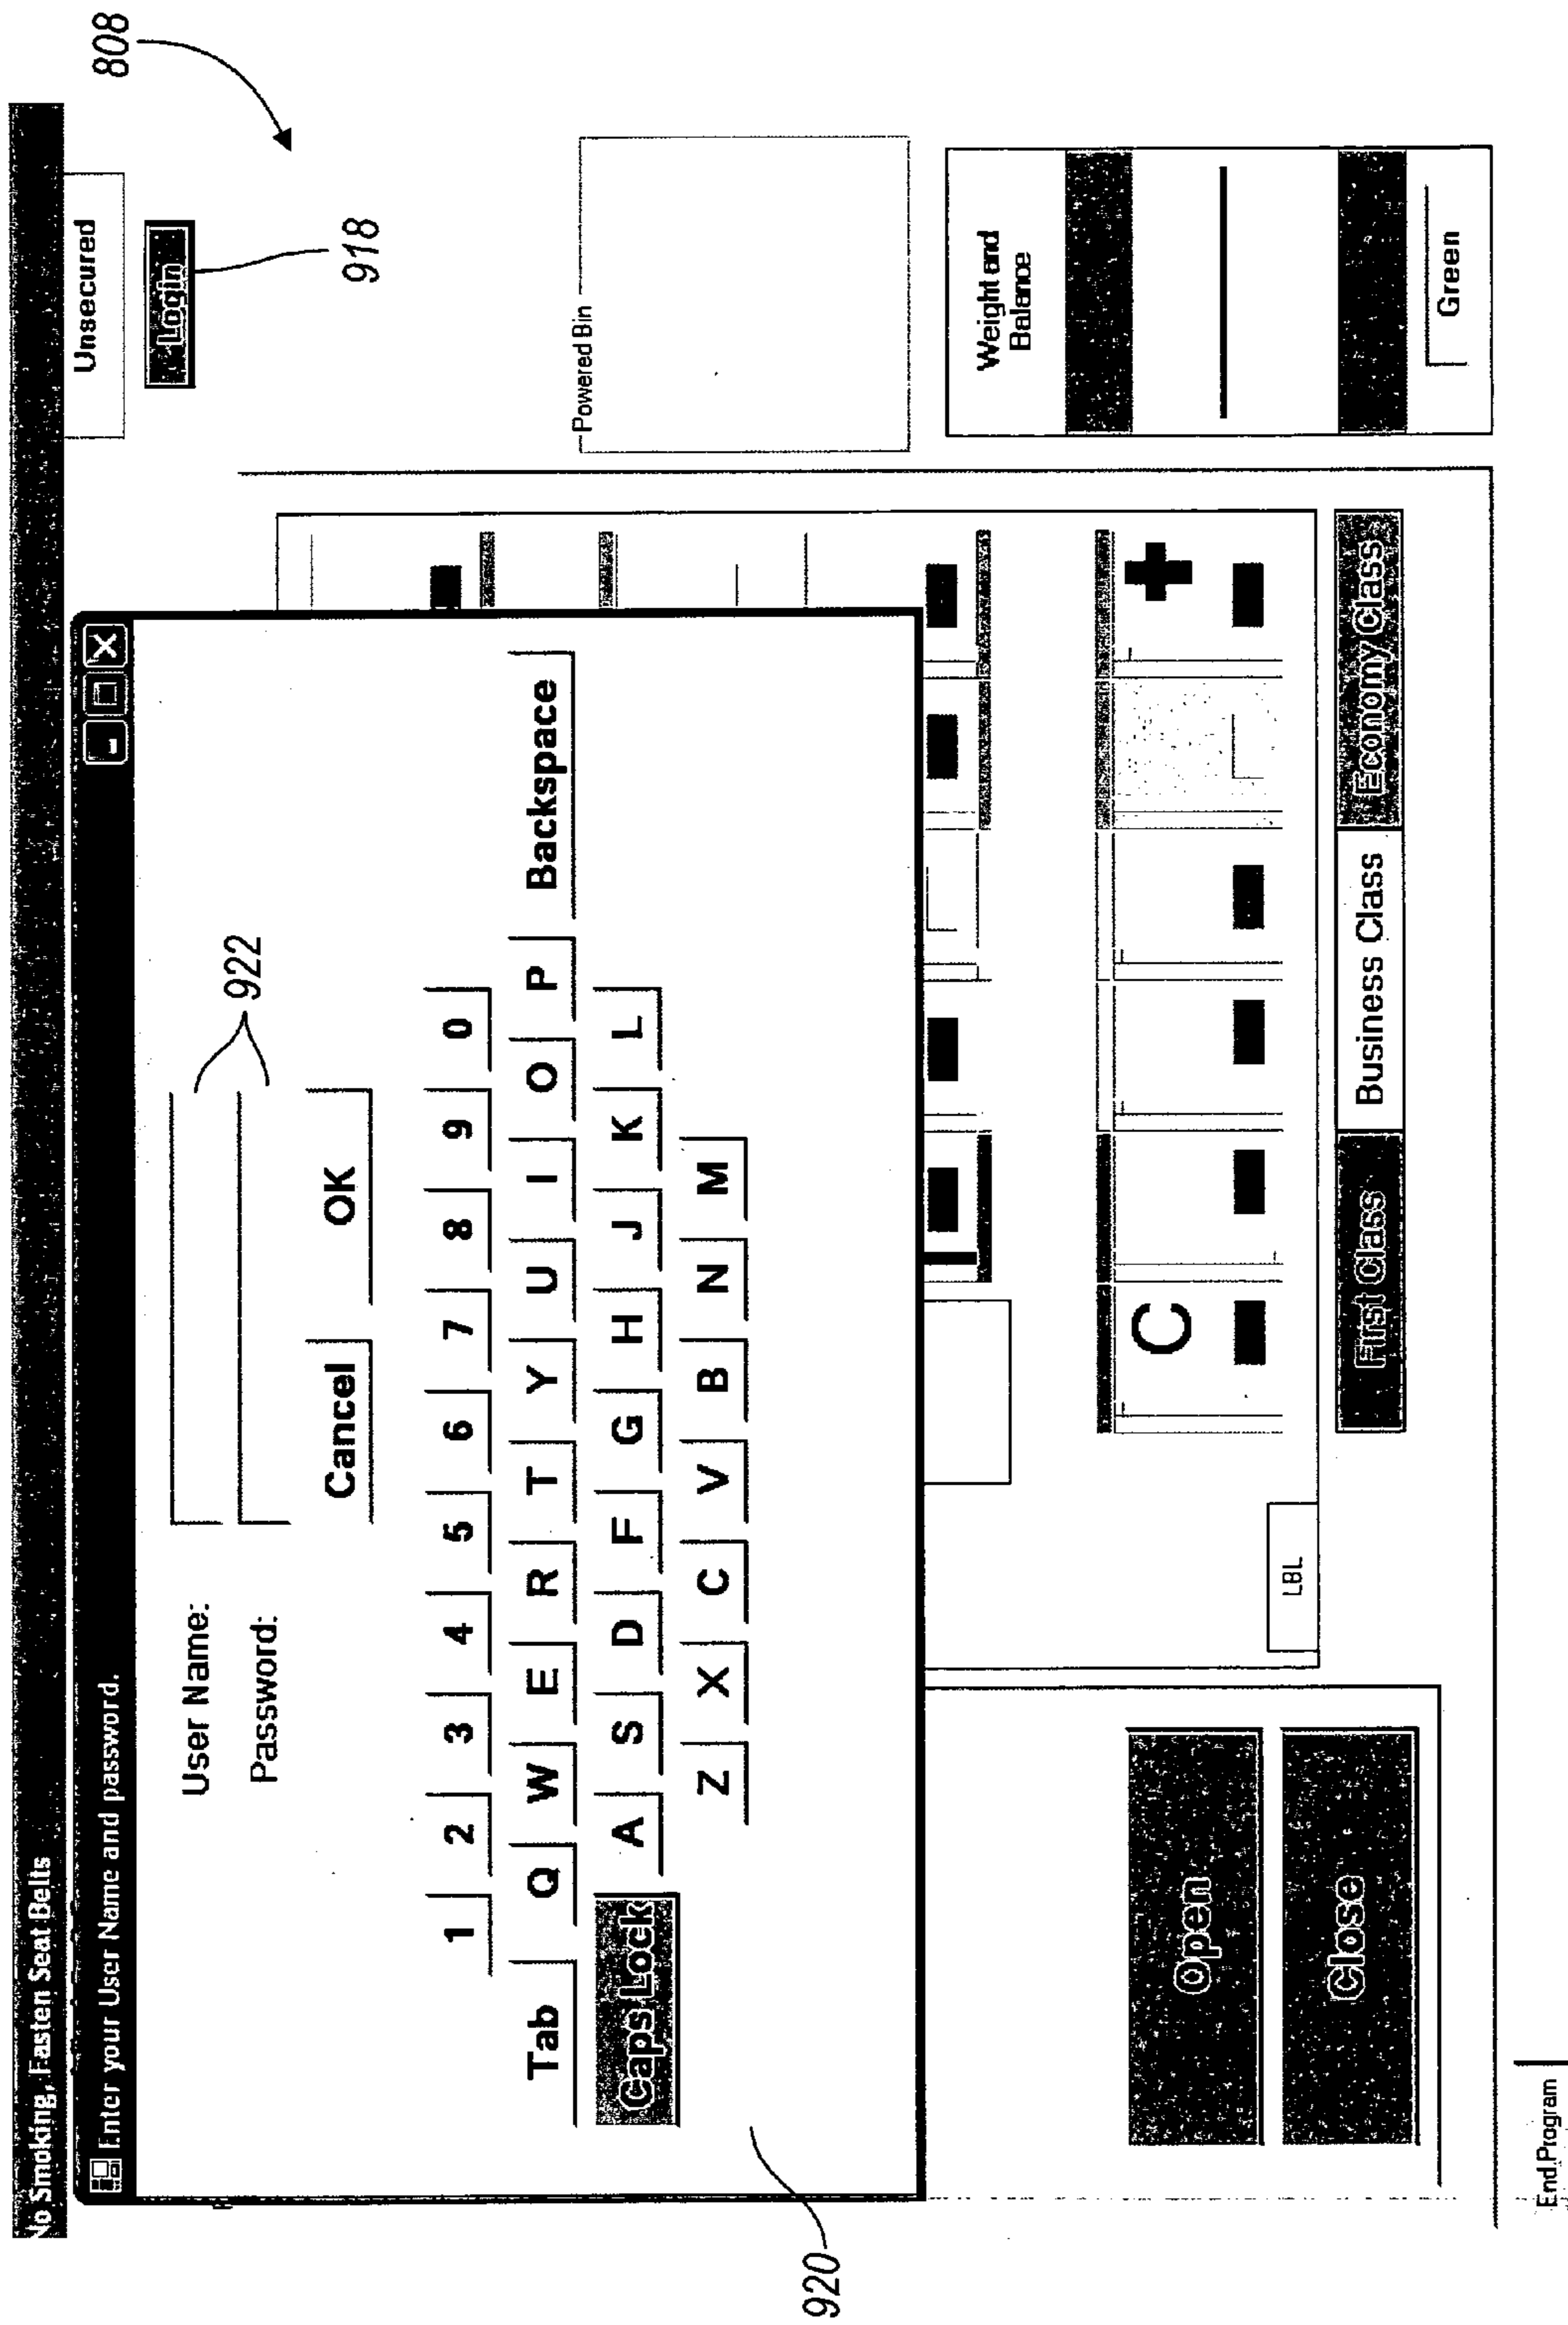 808
No Smoking, Fasten Seat Belts
Unsecured
Login
918
Enter your User Name and password.
User Name:
922
Password:
Cancel OK
1 2 3 4 5 6 7 8 9 0
Tab Q W E R T Y U I O P Backspace
Caps Lock A S D F G H J K L
Z X C V B N M
920
Powered Bin
Weight and
Balance
Green
C
LBL
Open
Close
First Class Business Class Economy Class
End Program